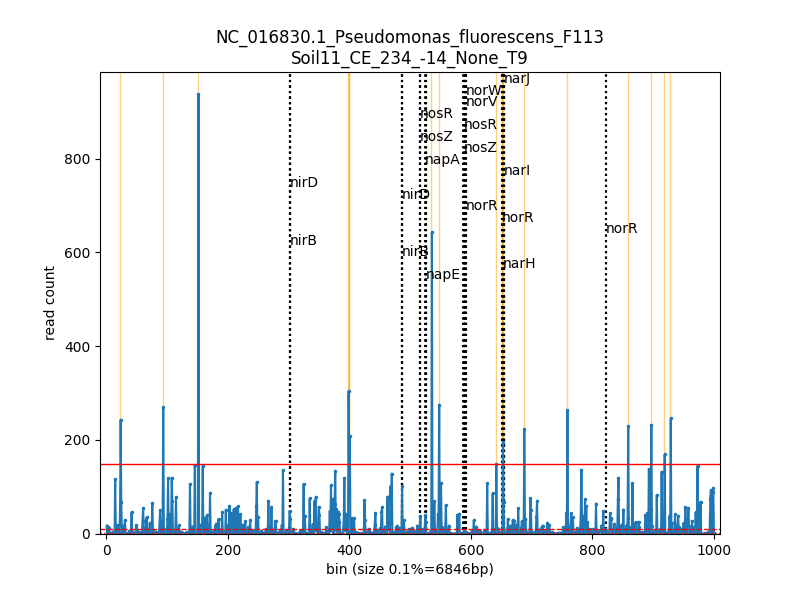 NC_016830.1_Pseudomonas_fluorescens_F113
Soil11_CE_234_-14_None_T9
narJ
norW
norV
nosR
nosR
nosZ
nosZ
napA
narI
nirD
nirD
norR
norR
norR
nirB
nirB
narH
napE
read count
800
600
400
200
0
0 200 400 600 800 1000
bin (size 0.1%=6846bp)